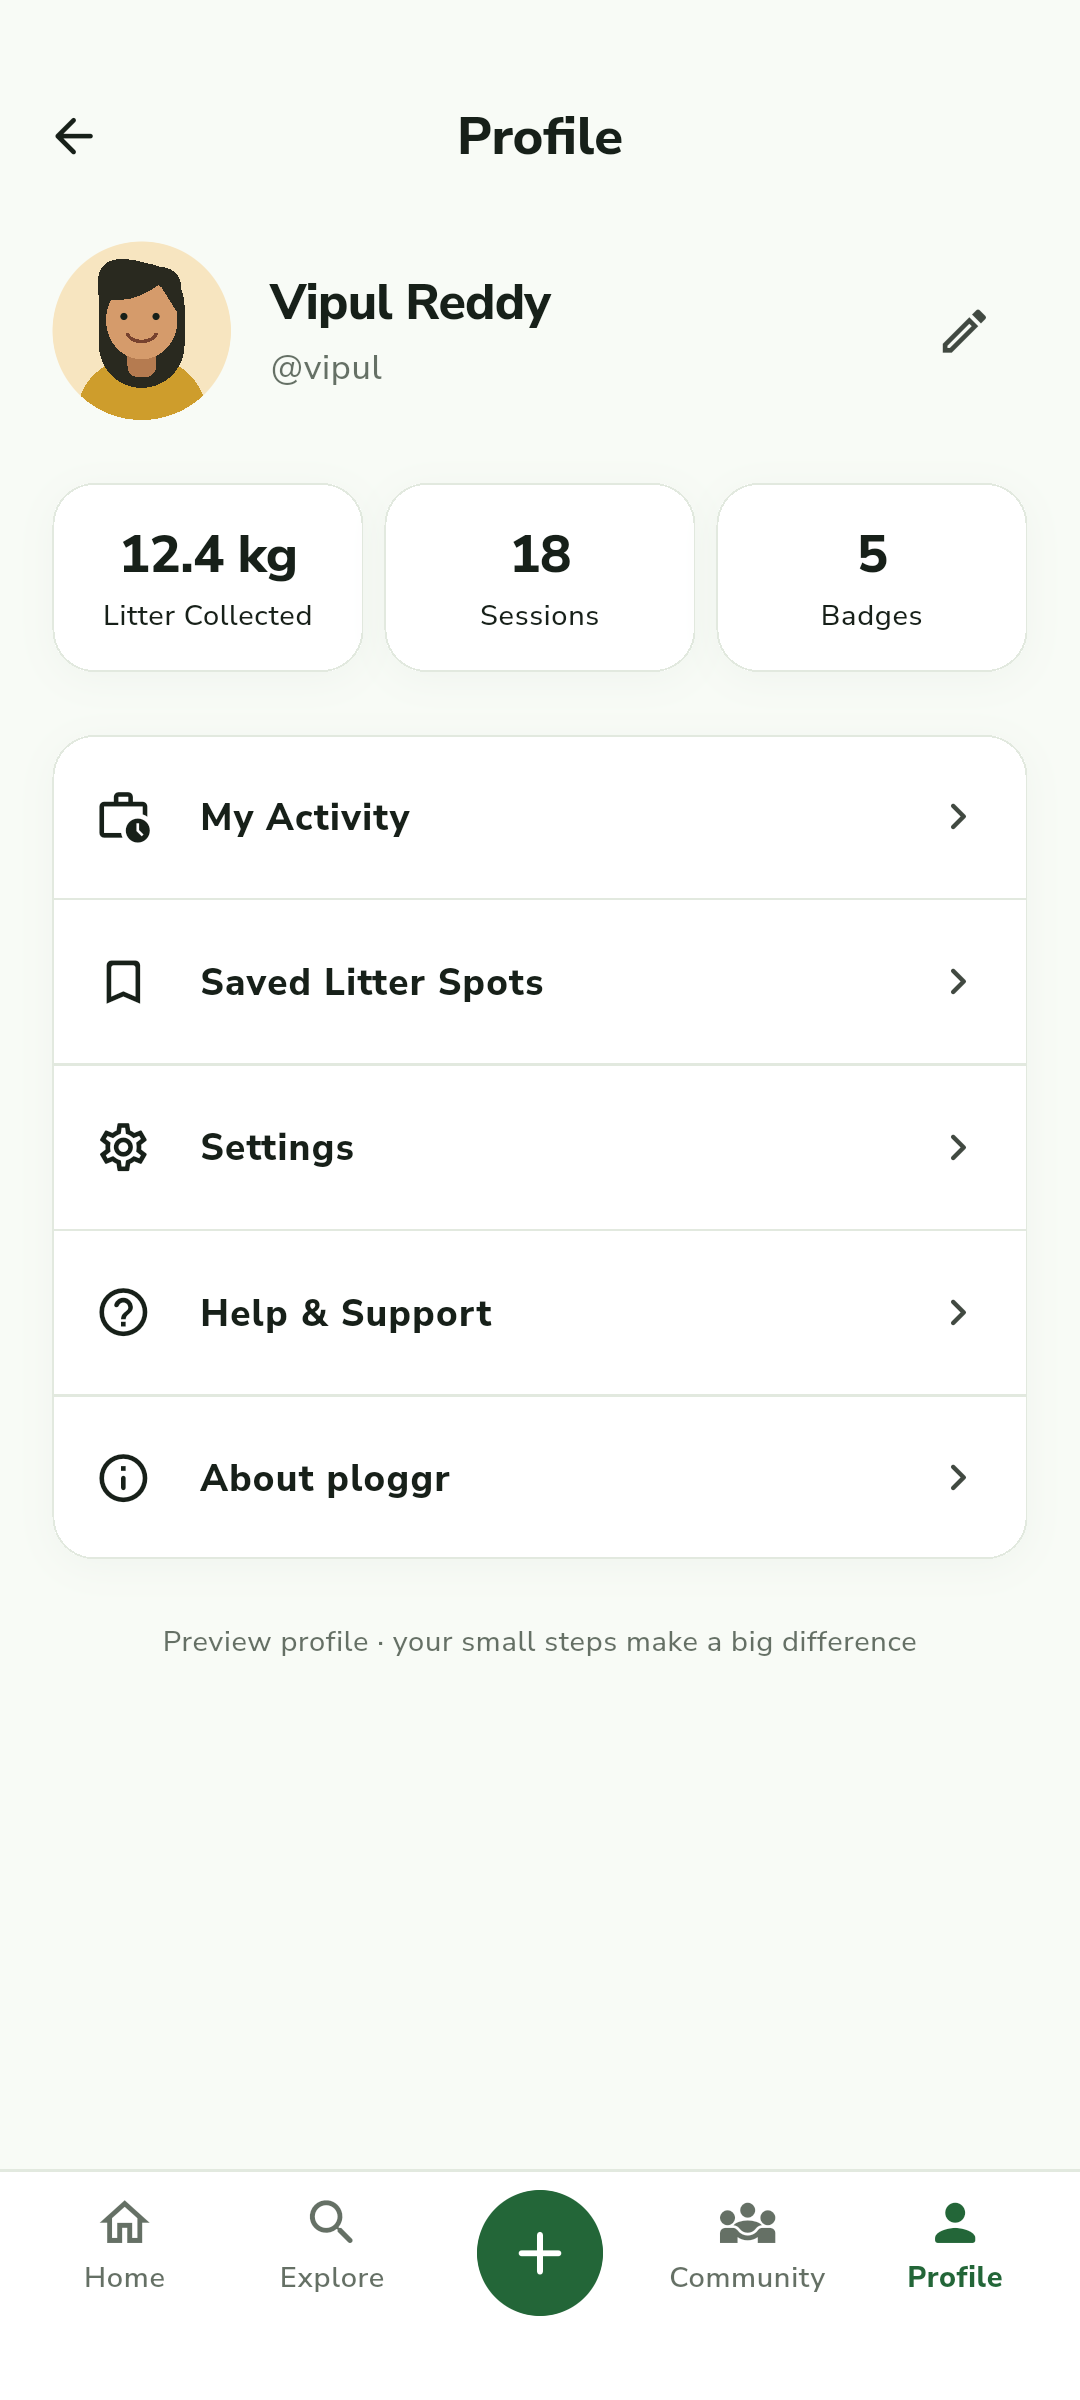 Profile
Vipul Reddy
@vipul
12.4 kg
Litter Collected
18
Sessions
5
Badges
My Activity
Saved Litter Spots
Settings
Help & Support
About ploggr
Preview profile · your small steps make a big difference
Home
Explore
Community
Profile